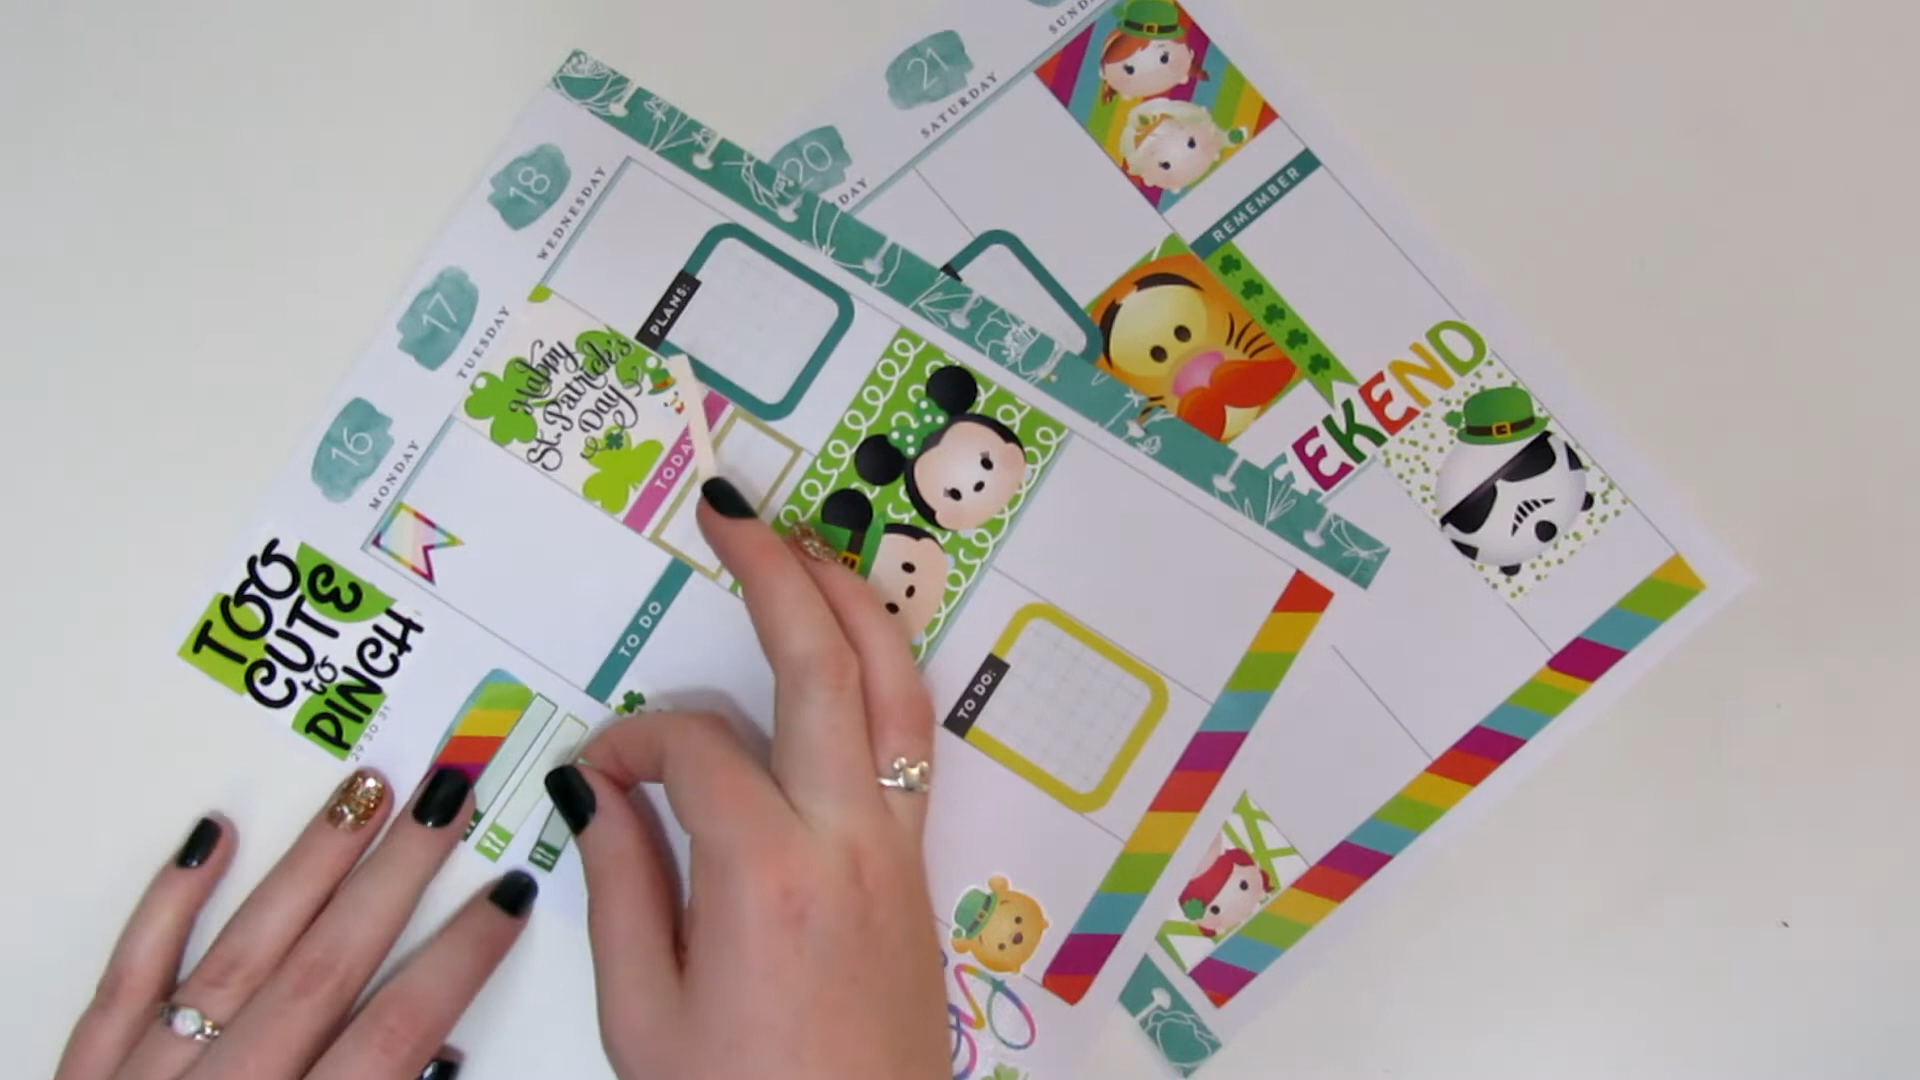 16
MONDAY
17
TUESDAY
18
WEDNESDAY
20
DAY
21
SATURDAY
TOO
CUTE
to
PINCH
29 30 31
Happy
St. Patrick's
Day
TODAY
PLANS:
TO DO
TO DO:
REMEMBER
EKEND